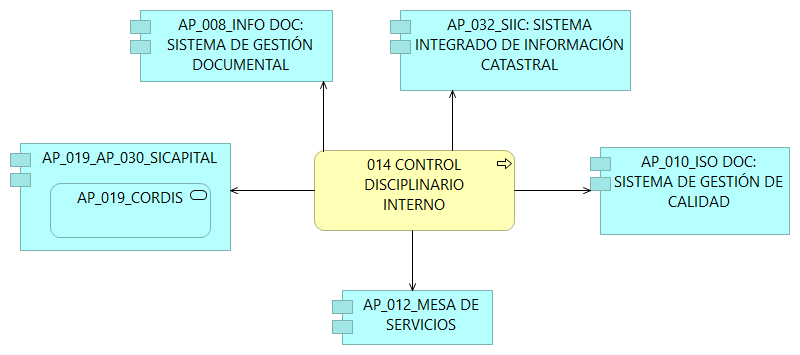 AP_008_INFO DOC:
SISTEMA DE GESTIÓN
DOCUMENTAL
AP_032_SIIC: SISTEMA
INTEGRADO DE INFORMACIÓN
CATASTRAL
AP_019_AP_030_SICAPITAL
AP_019_CORDIS
014 CONTROL
DISCIPLINARIO
INTERNO
AP_010_ISO DOC:
SISTEMA DE GESTIÓN DE
CALIDAD
AP_012_MESA DE
SERVICIOS